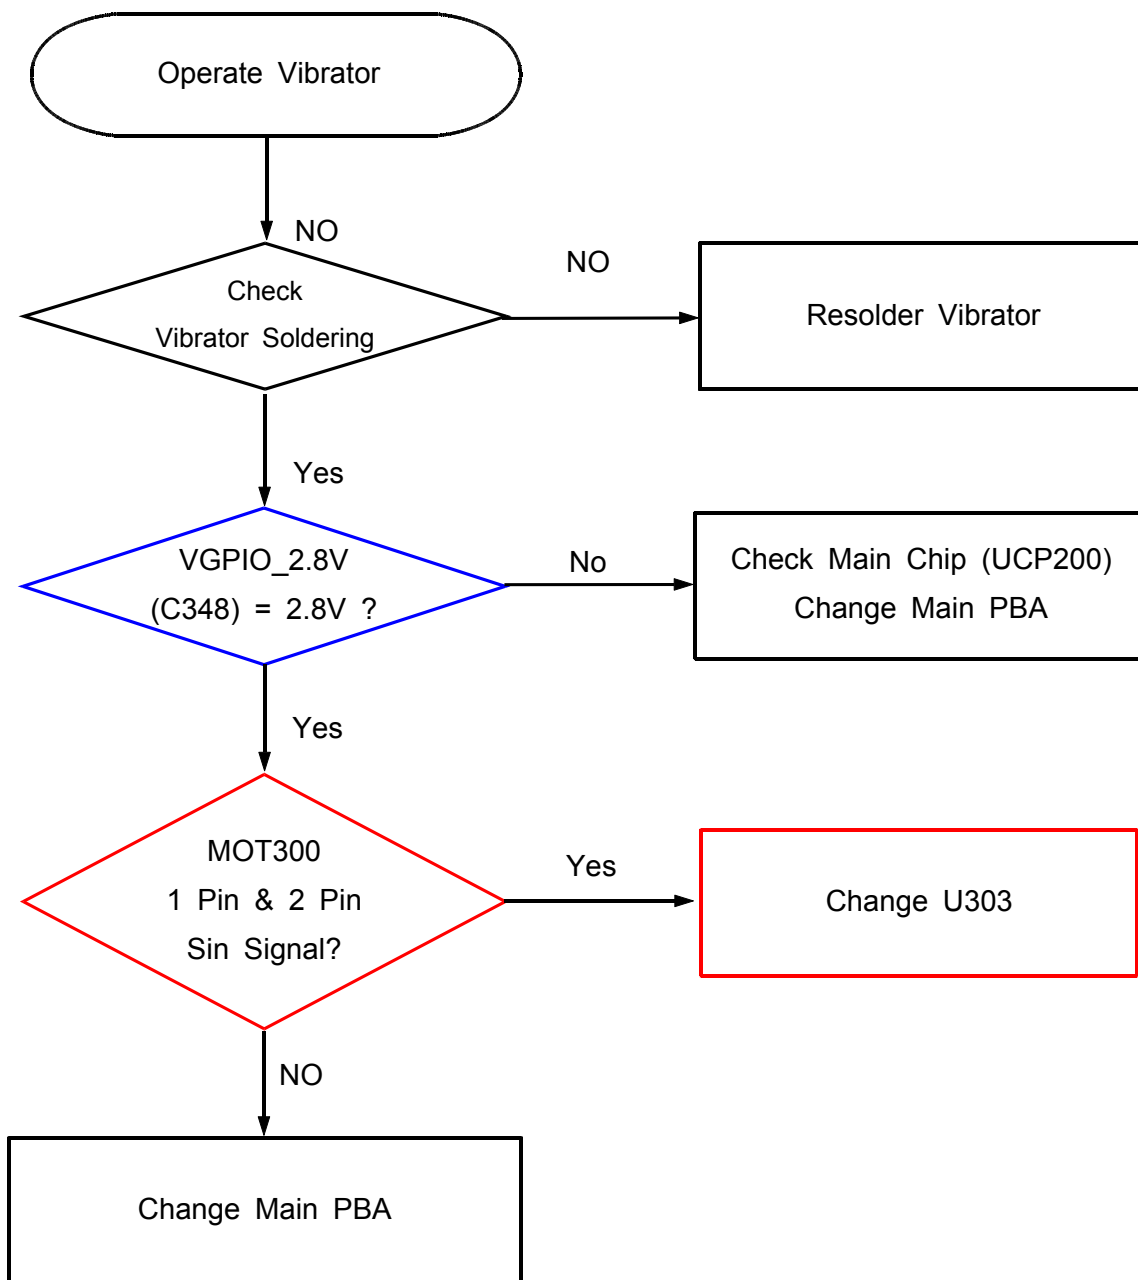 Operate Vibrator
NO
Check
Vibrator Soldering
NO
Resolder Vibrator
Yes
VGPIO_2.8V
(C348) = 2.8V ?
No
Check Main Chip (UCP200)
Change Main PBA
Yes
MOT300
1 Pin & 2 Pin
Sin Signal?
Yes
Change U303
NO
Change Main PBA